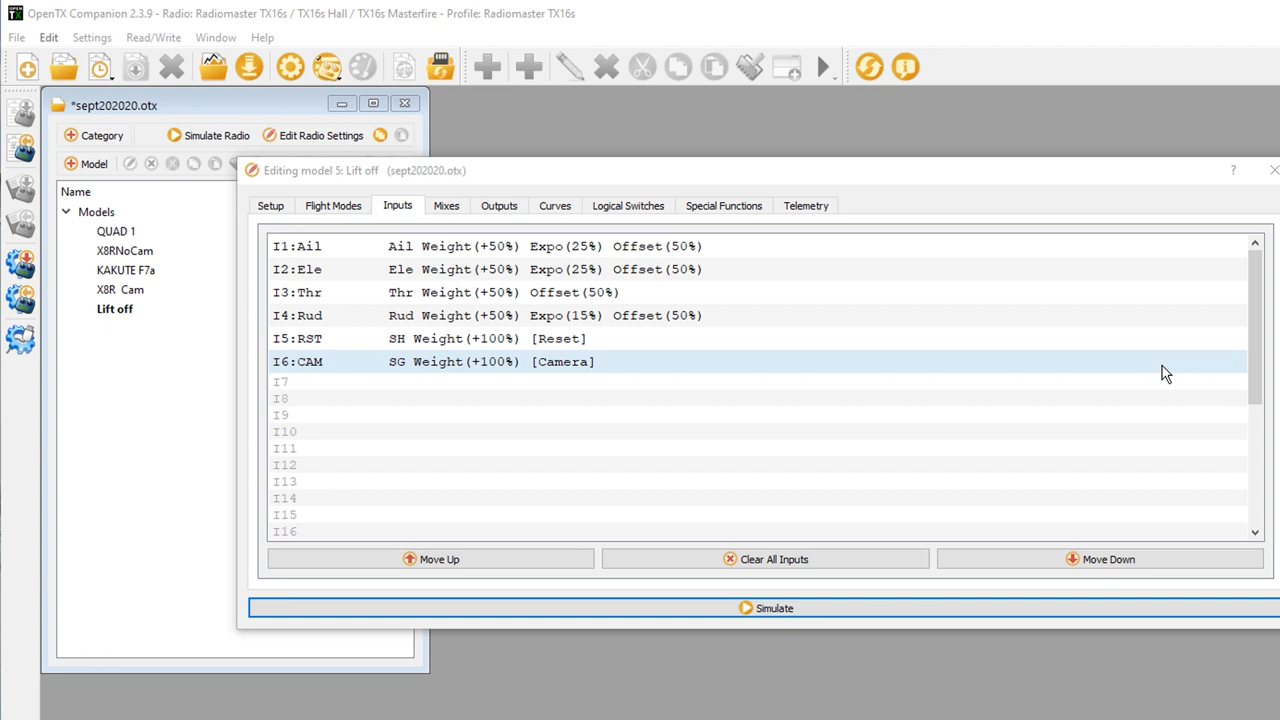 OpenTX Companion 2.3.9 - Radio: Radiomaster TX16s / TX16s Hall / TX16s Masterfire - Profile: Radiomaster TX16s
File Edit Settings Read/Write Window Help
*sept202020.otx
Category Simulate Radio Edit Radio Settings
Model
Editing model 5: Lift off (sept202020.otx) ?
Name
Setup Flight Modes Inputs Mixes Outputs Curves Logical Switches Special Functions Telemetry
Models
QUAD 1
X8RNoCam
KAKUTE F7a
X8R Cam
Lift off
I1:Ail Ail Weight(+50%) Expo(25%) Offset(50%)
I2:Ele Ele Weight(+50%) Expo(25%) Offset(50%)
I3:Thr Thr Weight(+50%) Offset(50%)
I4:Rud Rud Weight(+50%) Expo(15%) Offset(50%)
I5:RST SH Weight(+100%) [Reset]
I6:CAM SG Weight(+100%) [Camera]
I7
I8
I9
I10
I11
I12
I13
I14
I15
I16
Move Up Clear All Inputs Move Down
Simulate